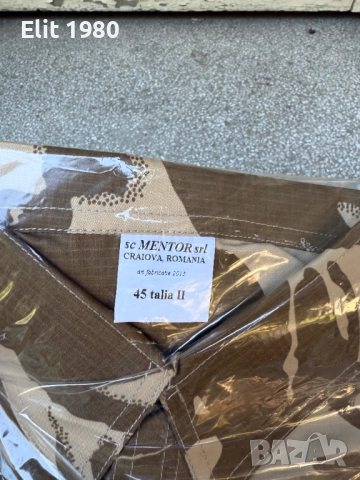 Elit 1980
sc MENTOR srl
CRAIOVA, ROMANIA
an fabricatie 2013
45 talia II
BAZAR